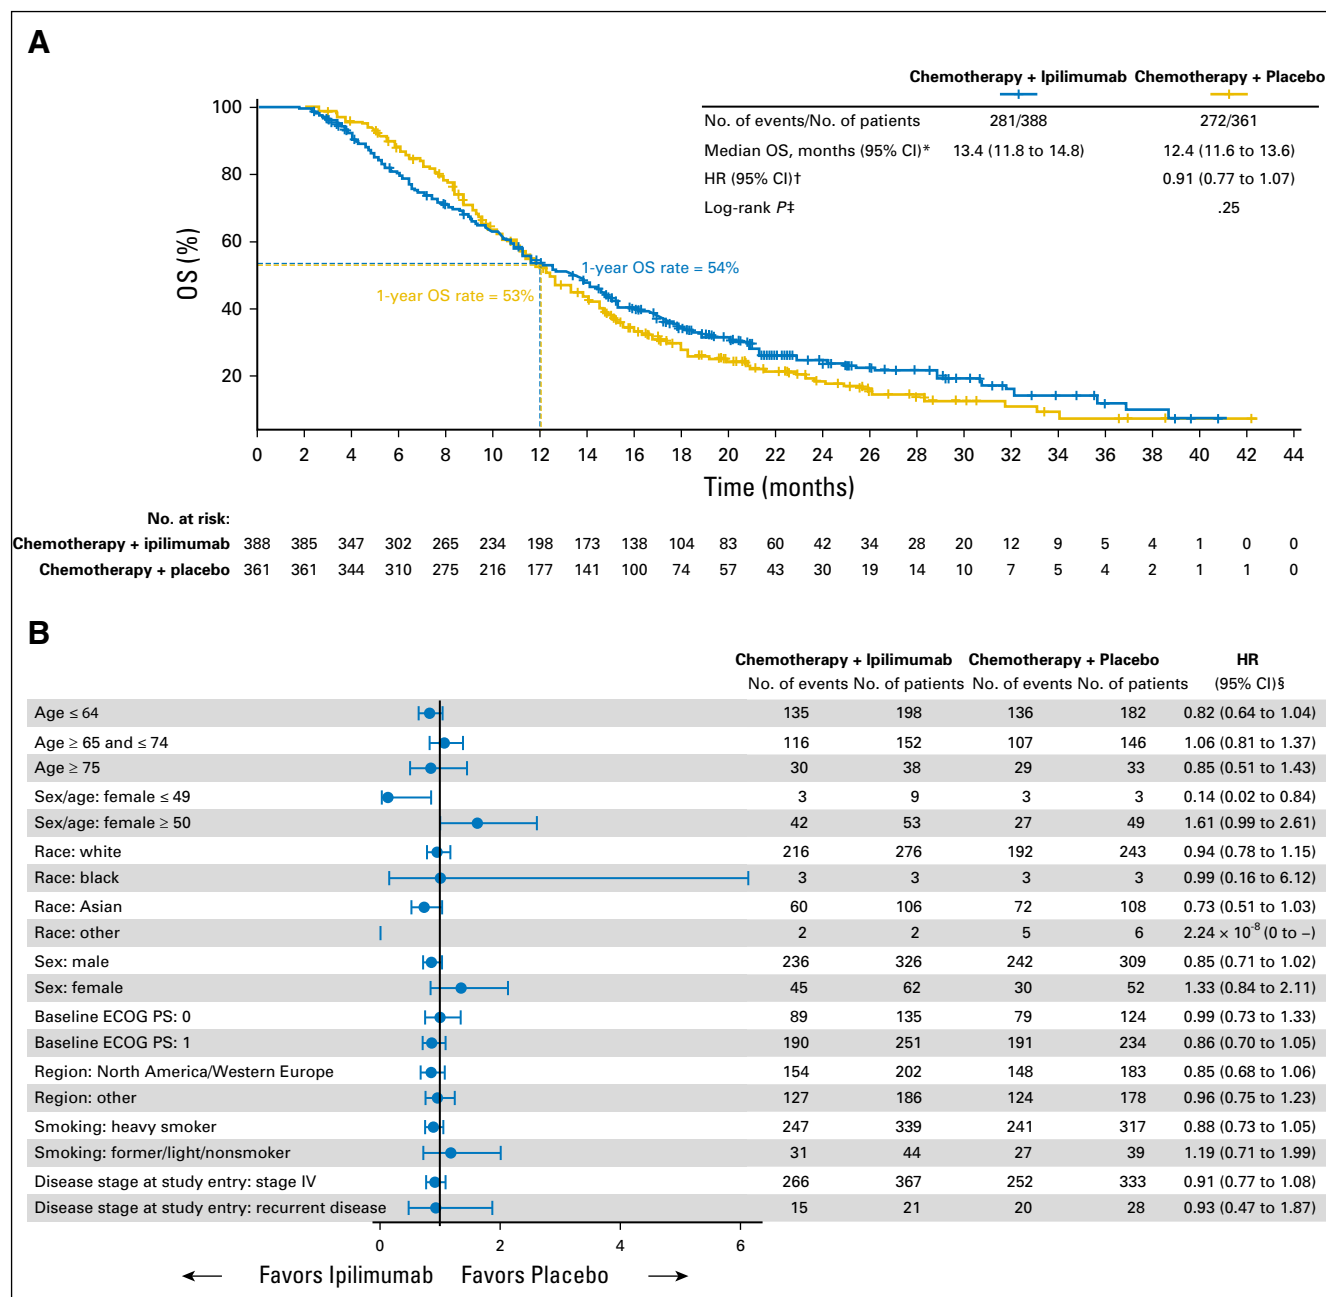 A
Chemotherapy + Ipilimumab Chemotherapy + Placebo
No. of events/No. of patients 281/388 272/361
Median OS, months (95% CI)* 13.4 (11.8 to 14.8) 12.4 (11.6 to 13.6)
HR (95% CI)† 0.91 (0.77 to 1.07)
Log-rank P‡ .25
100
80
60
40
20
OS (%)
1-year OS rate = 54%
1-year OS rate = 53%
0 2 4 6 8 10 12 14 16 18 20 22 24 26 28 30 32 34 36 38 40 42 44
Time (months)
No. at risk:
Chemotherapy + ipilimumab 388 385 347 302 265 234 198 173 138 104 83 60 42 34 28 20 12 9 5 4 1 0 0
Chemotherapy + placebo 361 361 344 310 275 216 177 141 100 74 57 43 30 19 14 10 7 5 4 2 1 1 0
B
Chemotherapy + Ipilimumab Chemotherapy + Placebo HR
No. of events No. of patients No. of events No. of patients (95% CI)§
Age ≤ 64 135 198 136 182 0.82 (0.64 to 1.04)
Age ≥ 65 and ≤ 74 116 152 107 146 1.06 (0.81 to 1.37)
Age ≥ 75 30 38 29 33 0.85 (0.51 to 1.43)
Sex/age: female ≤ 49 3 9 3 3 0.14 (0.02 to 0.84)
Sex/age: female ≥ 50 42 53 27 49 1.61 (0.99 to 2.61)
Race: white 216 276 192 243 0.94 (0.78 to 1.15)
Race: black 3 3 3 3 0.99 (0.16 to 6.12)
Race: Asian 60 106 72 108 0.73 (0.51 to 1.03)
Race: other 2 2 5 6 2.24 × 10⁻⁸ (0 to –)
Sex: male 236 326 242 309 0.85 (0.71 to 1.02)
Sex: female 45 62 30 52 1.33 (0.84 to 2.11)
Baseline ECOG PS: 0 89 135 79 124 0.99 (0.73 to 1.33)
Baseline ECOG PS: 1 190 251 191 234 0.86 (0.70 to 1.05)
Region: North America/Western Europe 154 202 148 183 0.85 (0.68 to 1.06)
Region: other 127 186 124 178 0.96 (0.75 to 1.23)
Smoking: heavy smoker 247 339 241 317 0.88 (0.73 to 1.05)
Smoking: former/light/nonsmoker 31 44 27 39 1.19 (0.71 to 1.99)
Disease stage at study entry: stage IV 266 367 252 333 0.91 (0.77 to 1.08)
Disease stage at study entry: recurrent disease 15 21 20 28 0.93 (0.47 to 1.87)
0 2 4 6
Favors Ipilimumab Favors Placebo